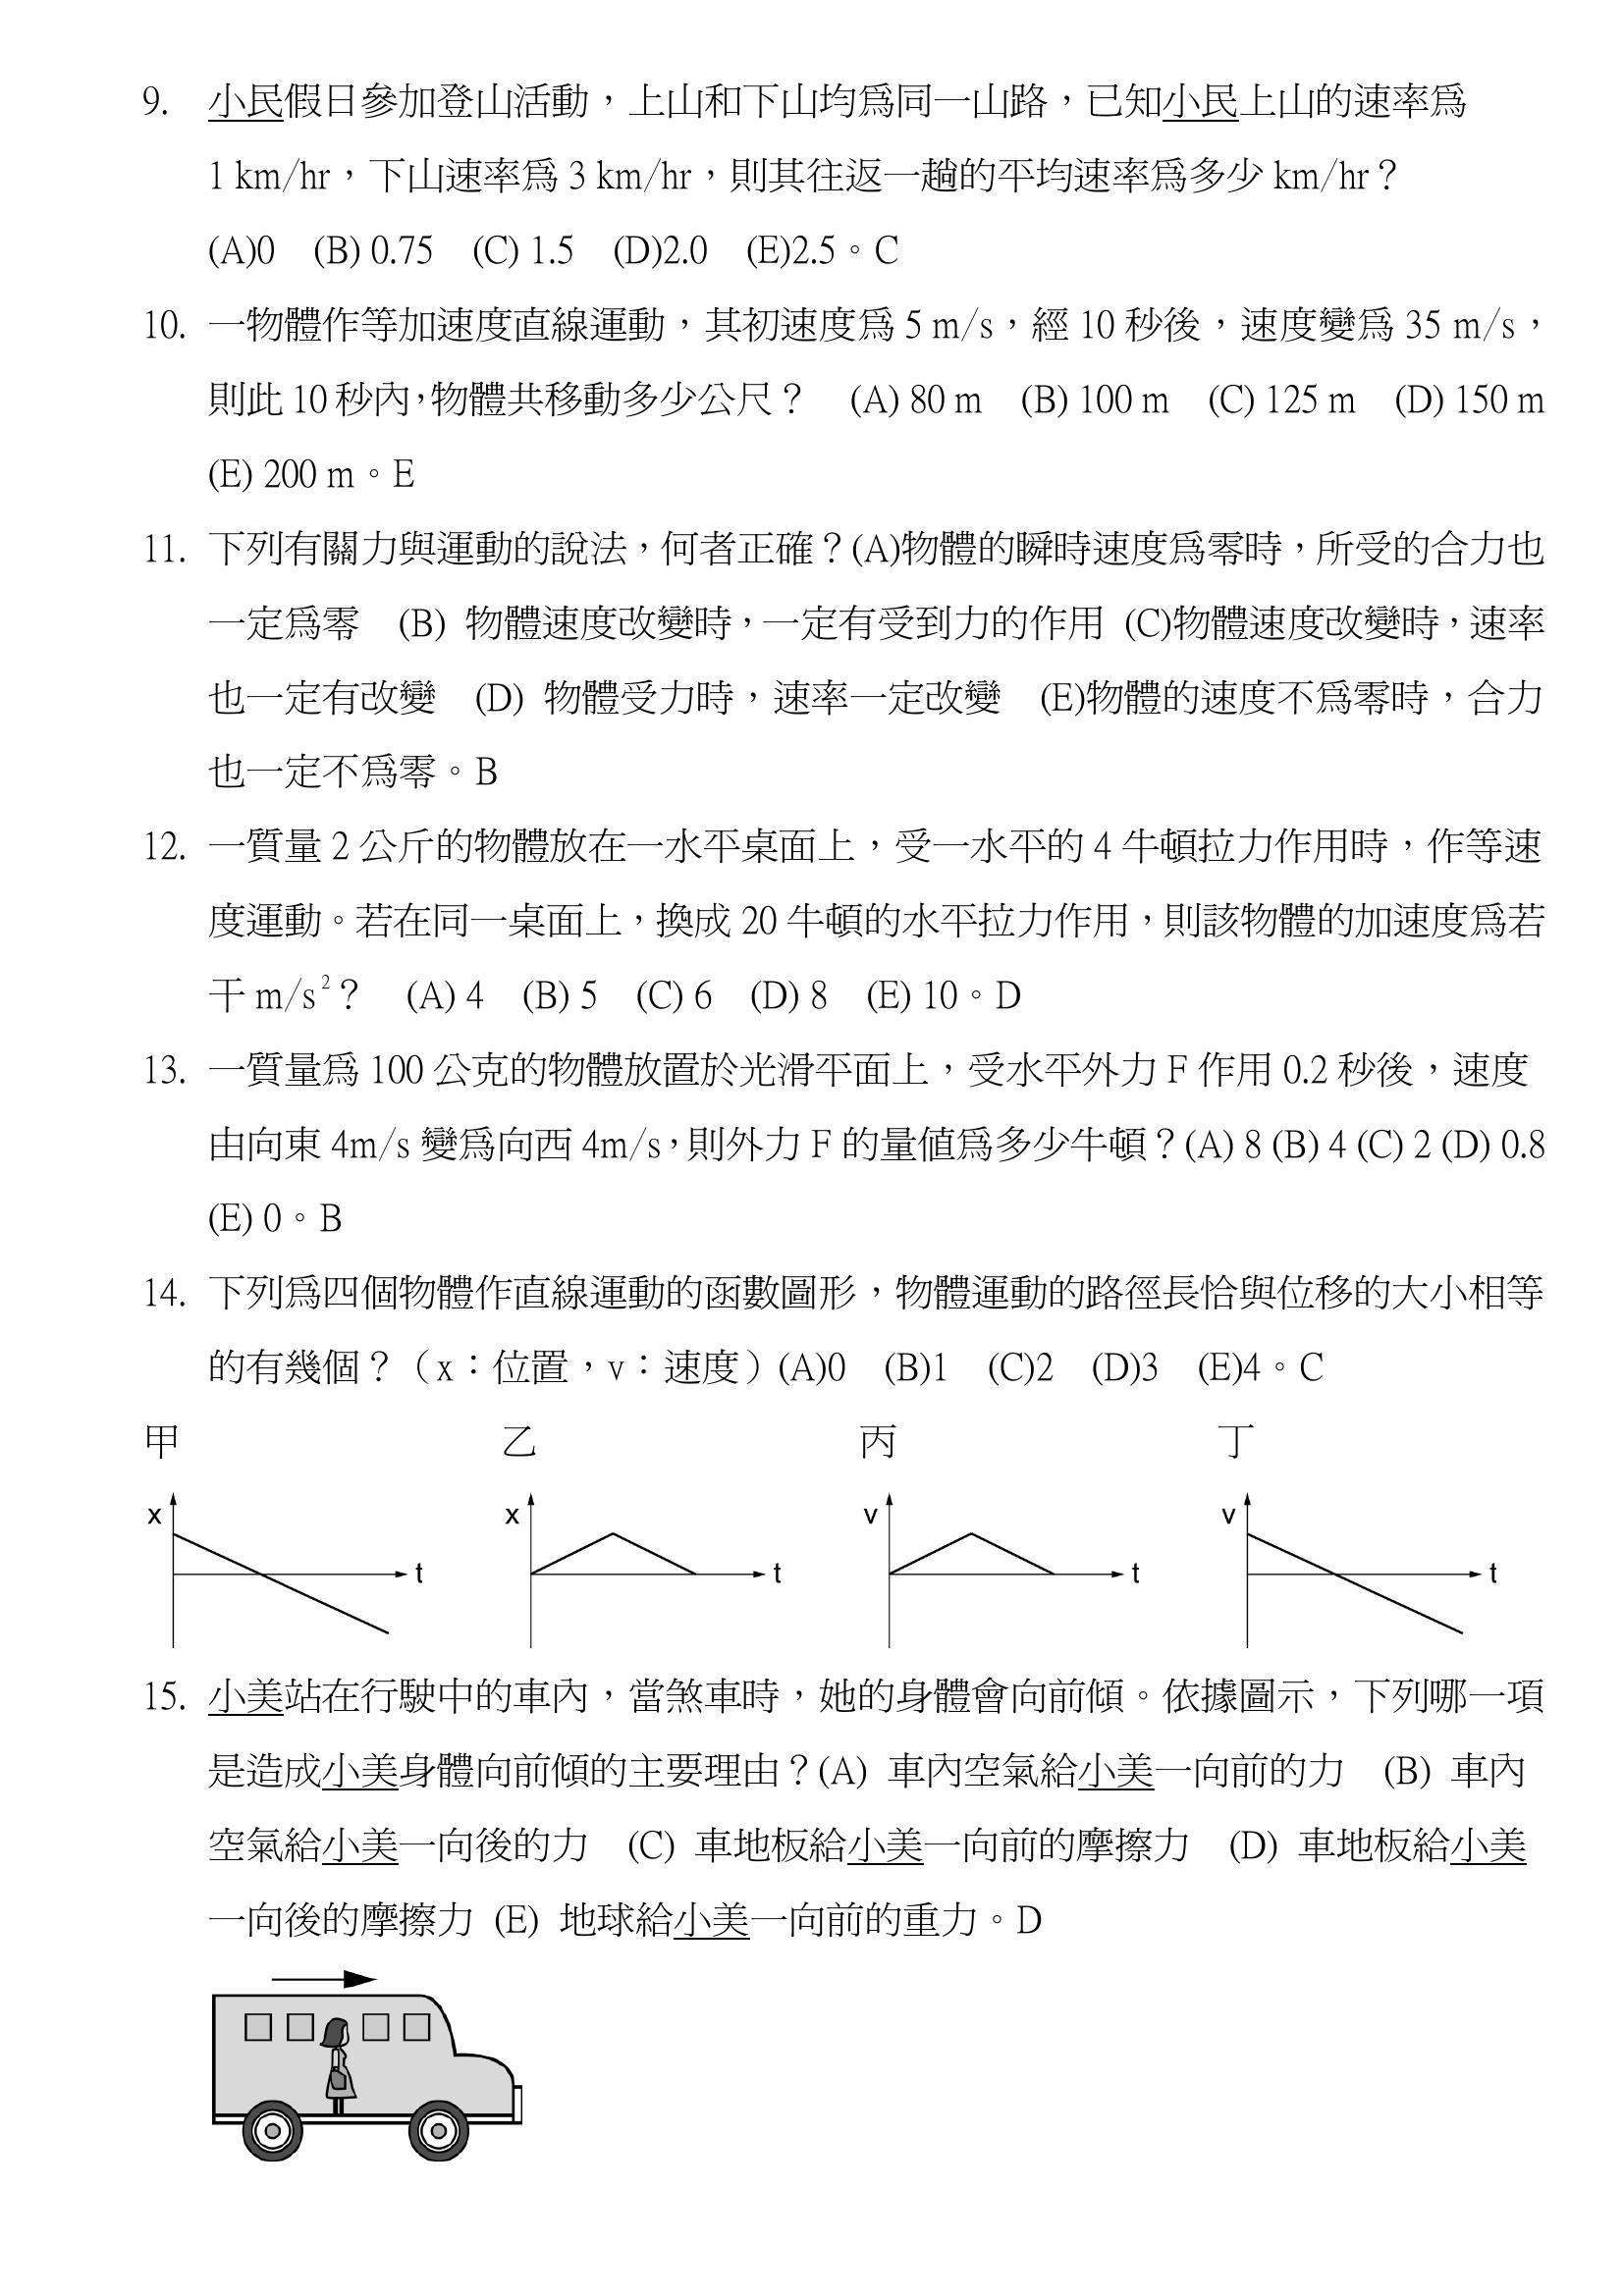 9. 小民假日參加登山活動，上山和下山均為同一山路，已知小民上山的速率為
1 km/hr，下山速率為 3 km/hr，則其往返一趟的平均速率為多少 km/hr？
(A)0 (B) 0.75 (C) 1.5 (D)2.0 (E)2.5。C
10. 一物體作等加速度直線運動，其初速度為 5 m/s，經 10 秒後，速度變為 35 m/s，
則此 10 秒內，物體共移動多少公尺？ (A) 80 m (B) 100 m (C) 125 m (D) 150 m
(E) 200 m。E
11. 下列有關力與運動的說法，何者正確？(A)物體的瞬時速度為零時，所受的合力也
一定為零 (B) 物體速度改變時，一定有受到力的作用 (C)物體速度改變時，速率
也一定有改變 (D) 物體受力時，速率一定改變 (E)物體的速度不為零時，合力
也一定不為零。B
12. 一質量 2 公斤的物體放在一水平桌面上，受一水平的 4 牛頓拉力作用時，作等速
度運動。若在同一桌面上，換成 20 牛頓的水平拉力作用，則該物體的加速度為若
干 m/s²？ (A) 4 (B) 5 (C) 6 (D) 8 (E) 10。D
13. 一質量為 100 公克的物體放置於光滑平面上，受水平外力 F 作用 0.2 秒後，速度
由向東 4m/s 變為向西 4m/s，則外力 F 的量值為多少牛頓？(A) 8 (B) 4 (C) 2 (D) 0.8
(E) 0。B
14. 下列為四個物體作直線運動的函數圖形，物體運動的路徑長恰與位移的大小相等
的有幾個？（x：位置，v：速度）(A)0 (B)1 (C)2 (D)3 (E)4。C
甲 乙 丙 丁
x t x t v t v t
15. 小美站在行駛中的車內，當煞車時，她的身體會向前傾。依據圖示，下列哪一項
是造成小美身體向前傾的主要理由？(A) 車內空氣給小美一向前的力 (B) 車內
空氣給小美一向後的力 (C) 車地板給小美一向前的摩擦力 (D) 車地板給小美
一向後的摩擦力 (E) 地球給小美一向前的重力。D